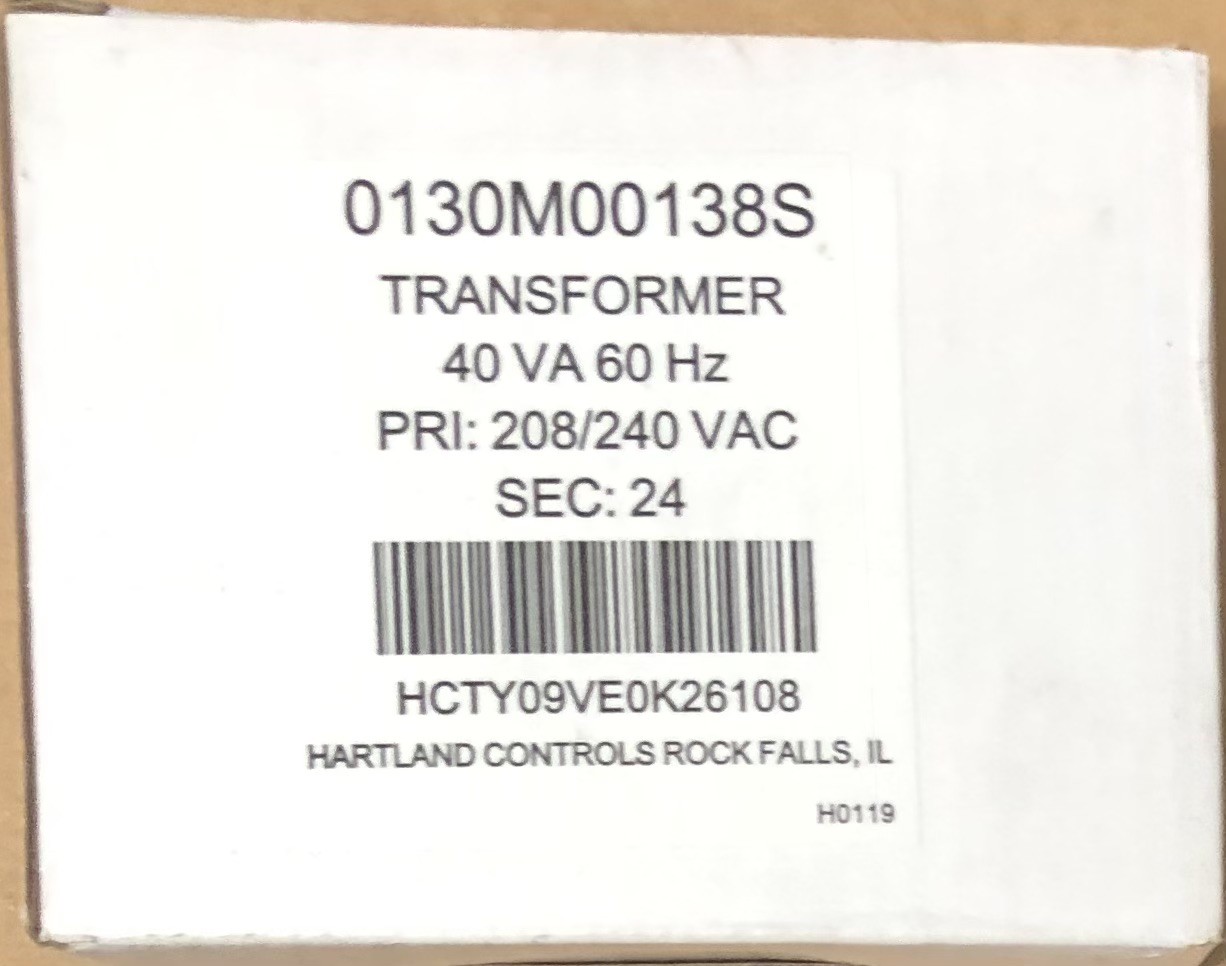 0130M00138S
TRANSFORMER
40 VA 60 Hz
PRI: 208/240 VAC
SEC: 24
HCTY09VE0K26108
HARTLAND CONTROLS ROCK FALLS, IL
H0119